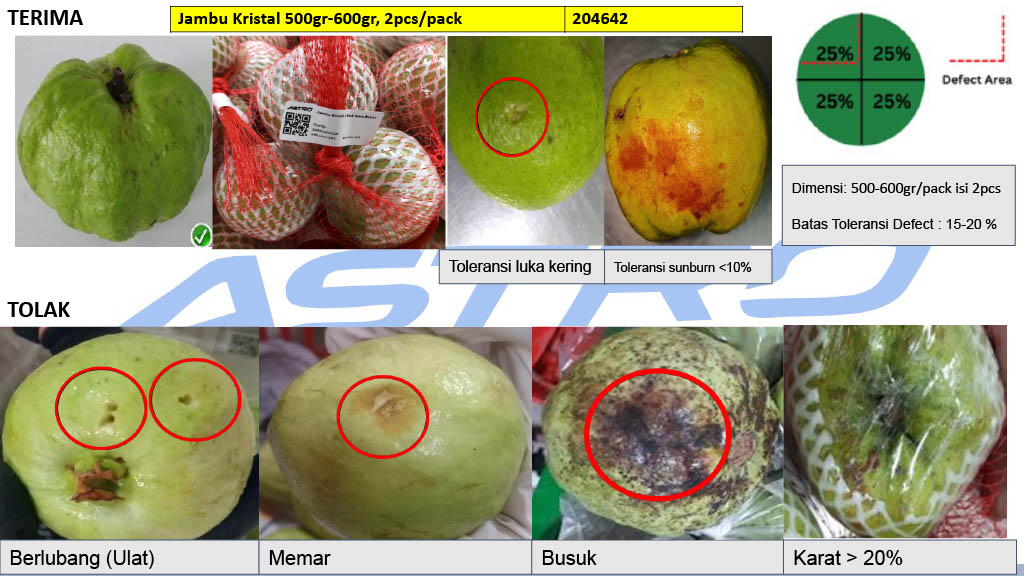 TERIMA
Jambu Kristal 500gr-600gr, 2pcs/pack
204642
25%
25%
25%
25%
Defect Area
ASTRO
Dimensi: 500-600gr/pack isi 2pcs
Batas Toleransi Defect : 15-20 %
Toleransi luka kering
Toleransi sunburn <10%
ASTRO
TOLAK
Berlubang (Ulat)
Memar
Busuk
Karat > 20%